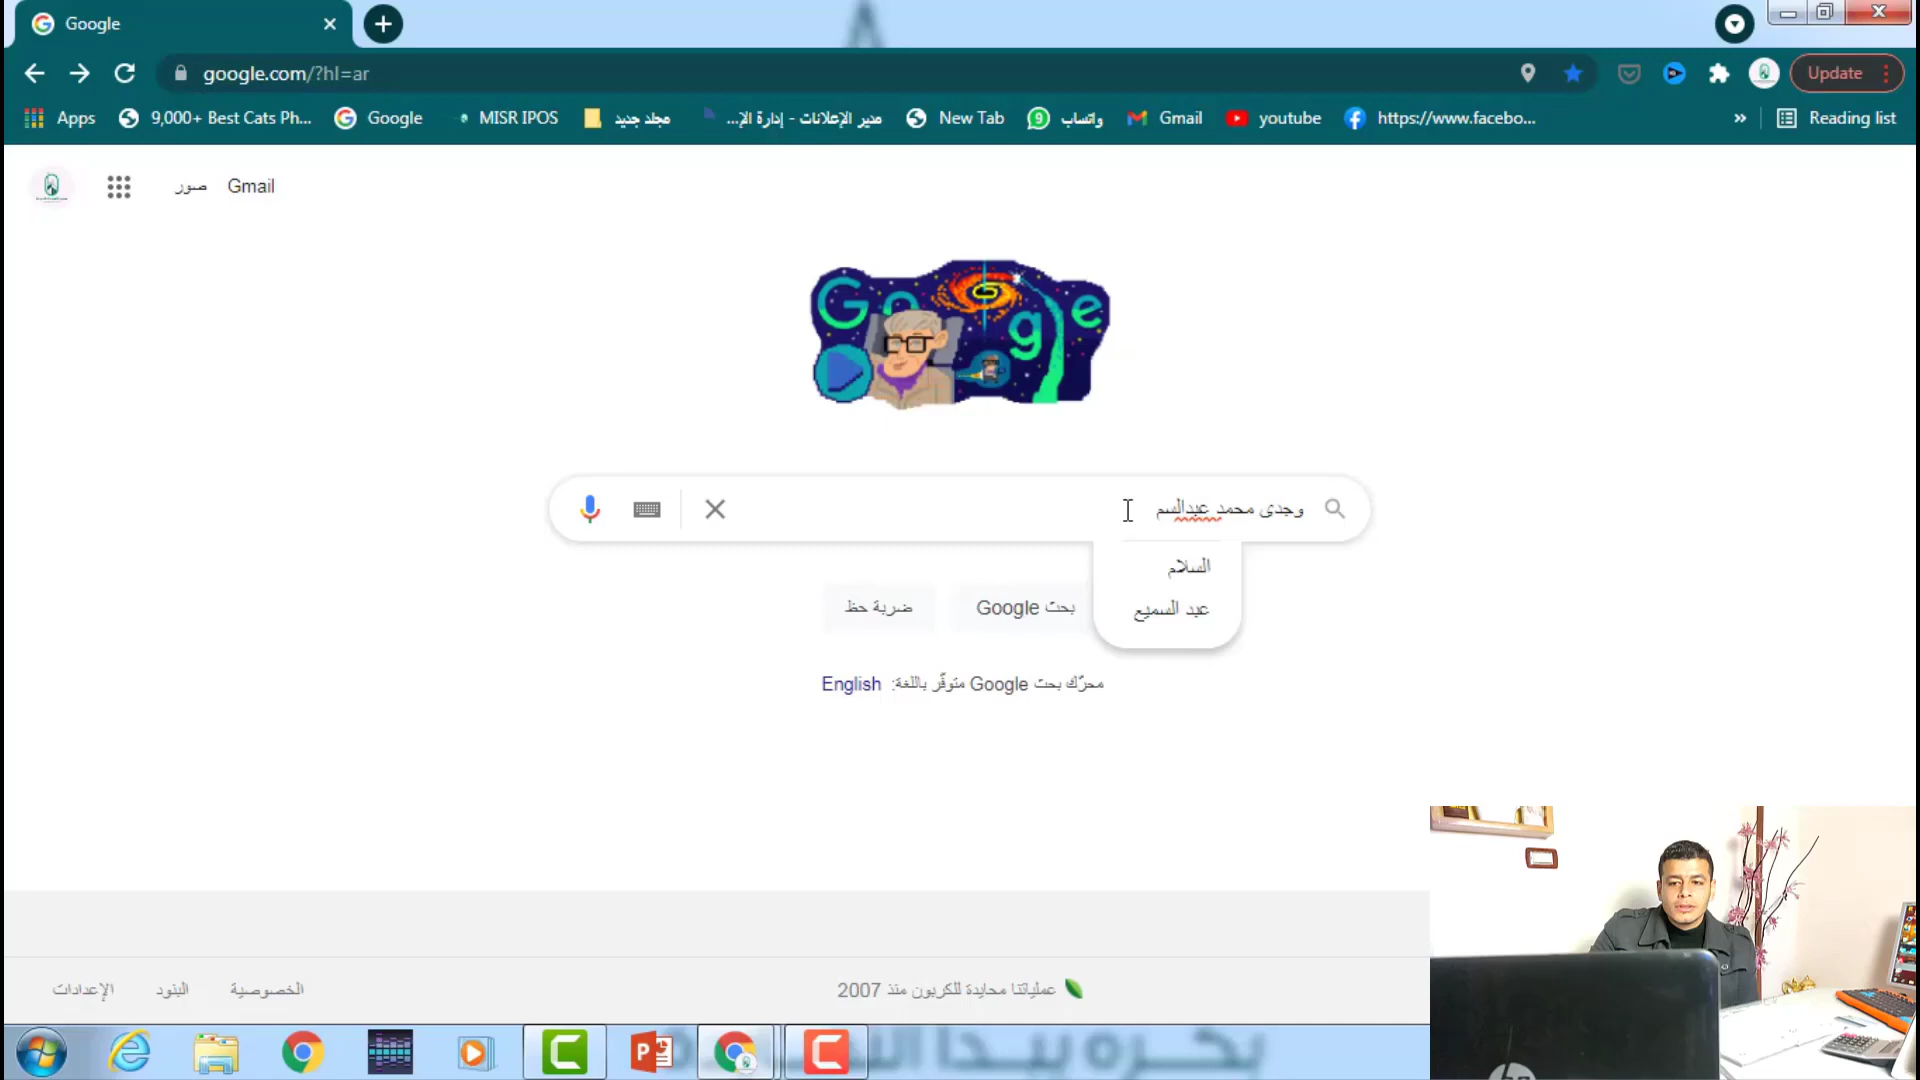 Google
google.com/?hl=ar
Update
Apps
9,000+ Best Cats Ph...
Google
MISR IPOS
مجلد جديد
مدير الإعلانات - إدارة الإ...
New Tab
واتساب
Gmail
youtube
https://www.facebo...
»
Reading list
صور
Gmail
Google
وجدى محمد عبدالسم
السلام
عبد السميع
بحث Google
ضربة حظ
محرّك بحث Google متوفّر باللغة: English
عملياتنا محايدة للكربون منذ 2007
الخصوصية
البنود
الإعدادات
hp